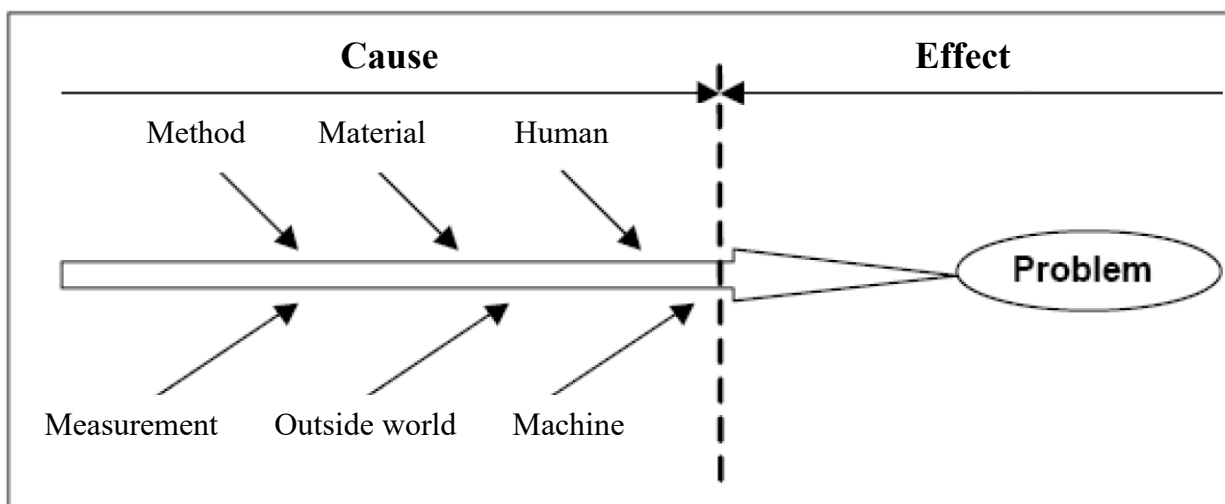 Cause Effect
Method Material Human
Problem
Measurement Outside world Machine